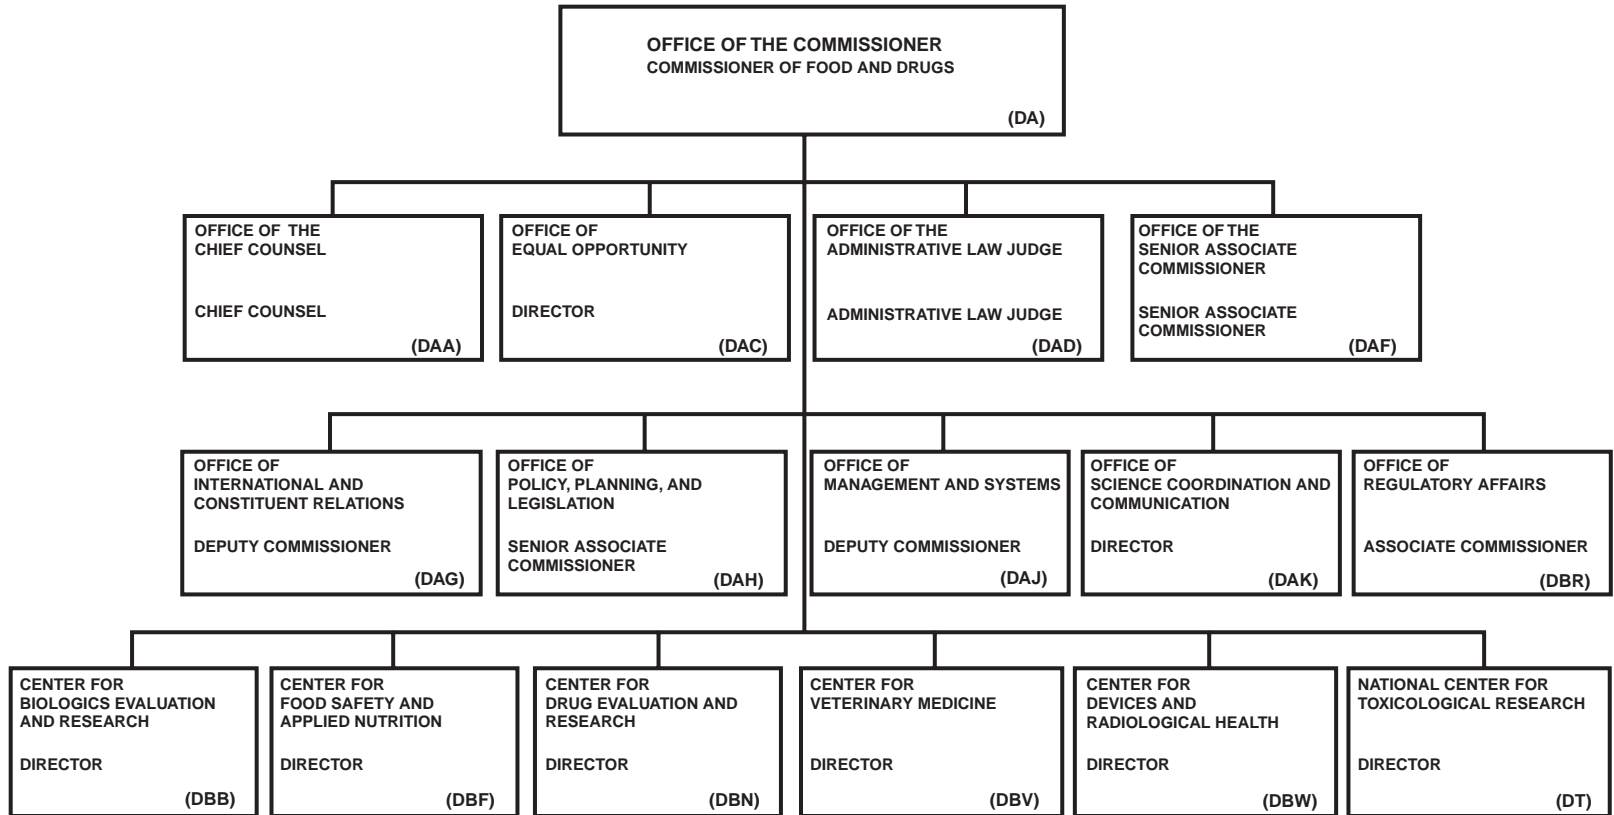 OFFICE OF THE COMMISSIONER
COMMISSIONER OF FOOD AND DRUGS
(DA)
OFFICE OF THE
CHIEF COUNSEL
CHIEF COUNSEL
(DAA)
OFFICE OF
EQUAL OPPORTUNITY
DIRECTOR
(DAC)
OFFICE OF THE
ADMINISTRATIVE LAW JUDGE
ADMINISTRATIVE LAW JUDGE
(DAD)
OFFICE OF THE
SENIOR ASSOCIATE
COMMISSIONER
SENIOR ASSOCIATE
COMMISSIONER
(DAF)
OFFICE OF
INTERNATIONAL AND
CONSTITUENT RELATIONS
DEPUTY COMMISSIONER
(DAG)
OFFICE OF
POLICY, PLANNING, AND
LEGISLATION
SENIOR ASSOCIATE
COMMISSIONER
(DAH)
OFFICE OF
MANAGEMENT AND SYSTEMS
DEPUTY COMMISSIONER
(DAJ)
OFFICE OF
SCIENCE COORDINATION AND
COMMUNICATION
DIRECTOR
(DAK)
OFFICE OF
REGULATORY AFFAIRS
ASSOCIATE COMMISSIONER
(DBR)
CENTER FOR
BIOLOGICS EVALUATION
AND RESEARCH
DIRECTOR
(DBB)
CENTER FOR
FOOD SAFETY AND
APPLIED NUTRITION
DIRECTOR
(DBF)
CENTER FOR
DRUG EVALUATION AND
RESEARCH
DIRECTOR
(DBN)
CENTER FOR
VETERINARY MEDICINE
DIRECTOR
(DBV)
CENTER FOR
DEVICES AND
RADIOLOGICAL HEALTH
DIRECTOR
(DBW)
NATIONAL CENTER FOR
TOXICOLOGICAL RESEARCH
DIRECTOR
(DT)